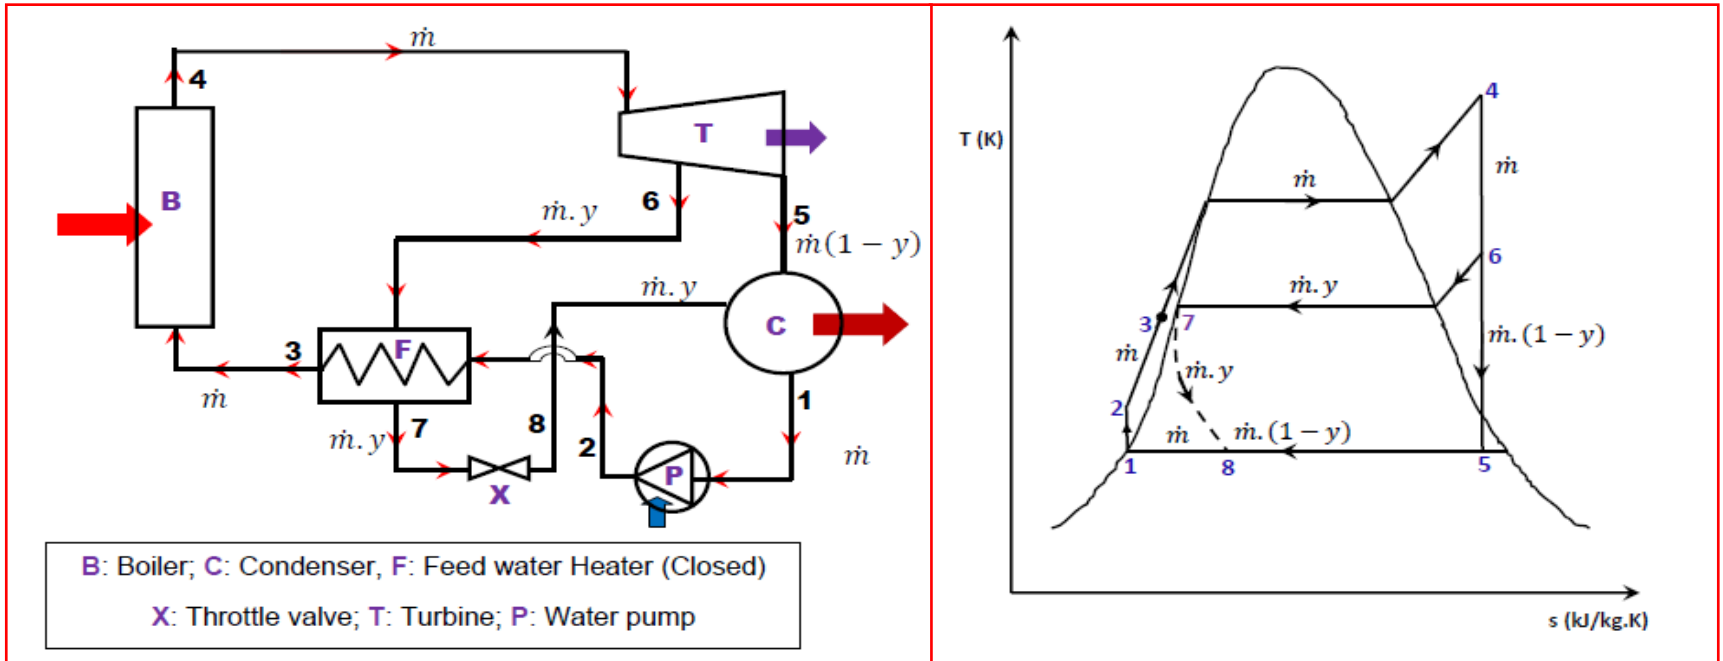 ṁ
4
T
B
6
ṁ. y
5
ṁ(1 − y)
ṁ. y
C
3
F
ṁ
1
7
8
2
ṁ. y
ṁ
P
X
B: Boiler; C: Condenser, F: Feed water Heater (Closed)
X: Throttle valve; T: Turbine; P: Water pump
T (K)
4
ṁ
ṁ
6
ṁ. y
3
7
ṁ. (1 − y)
ṁ
ṁ. y
2
ṁ
ṁ. (1 − y)
1
8
5
s (kJ/kg.K)